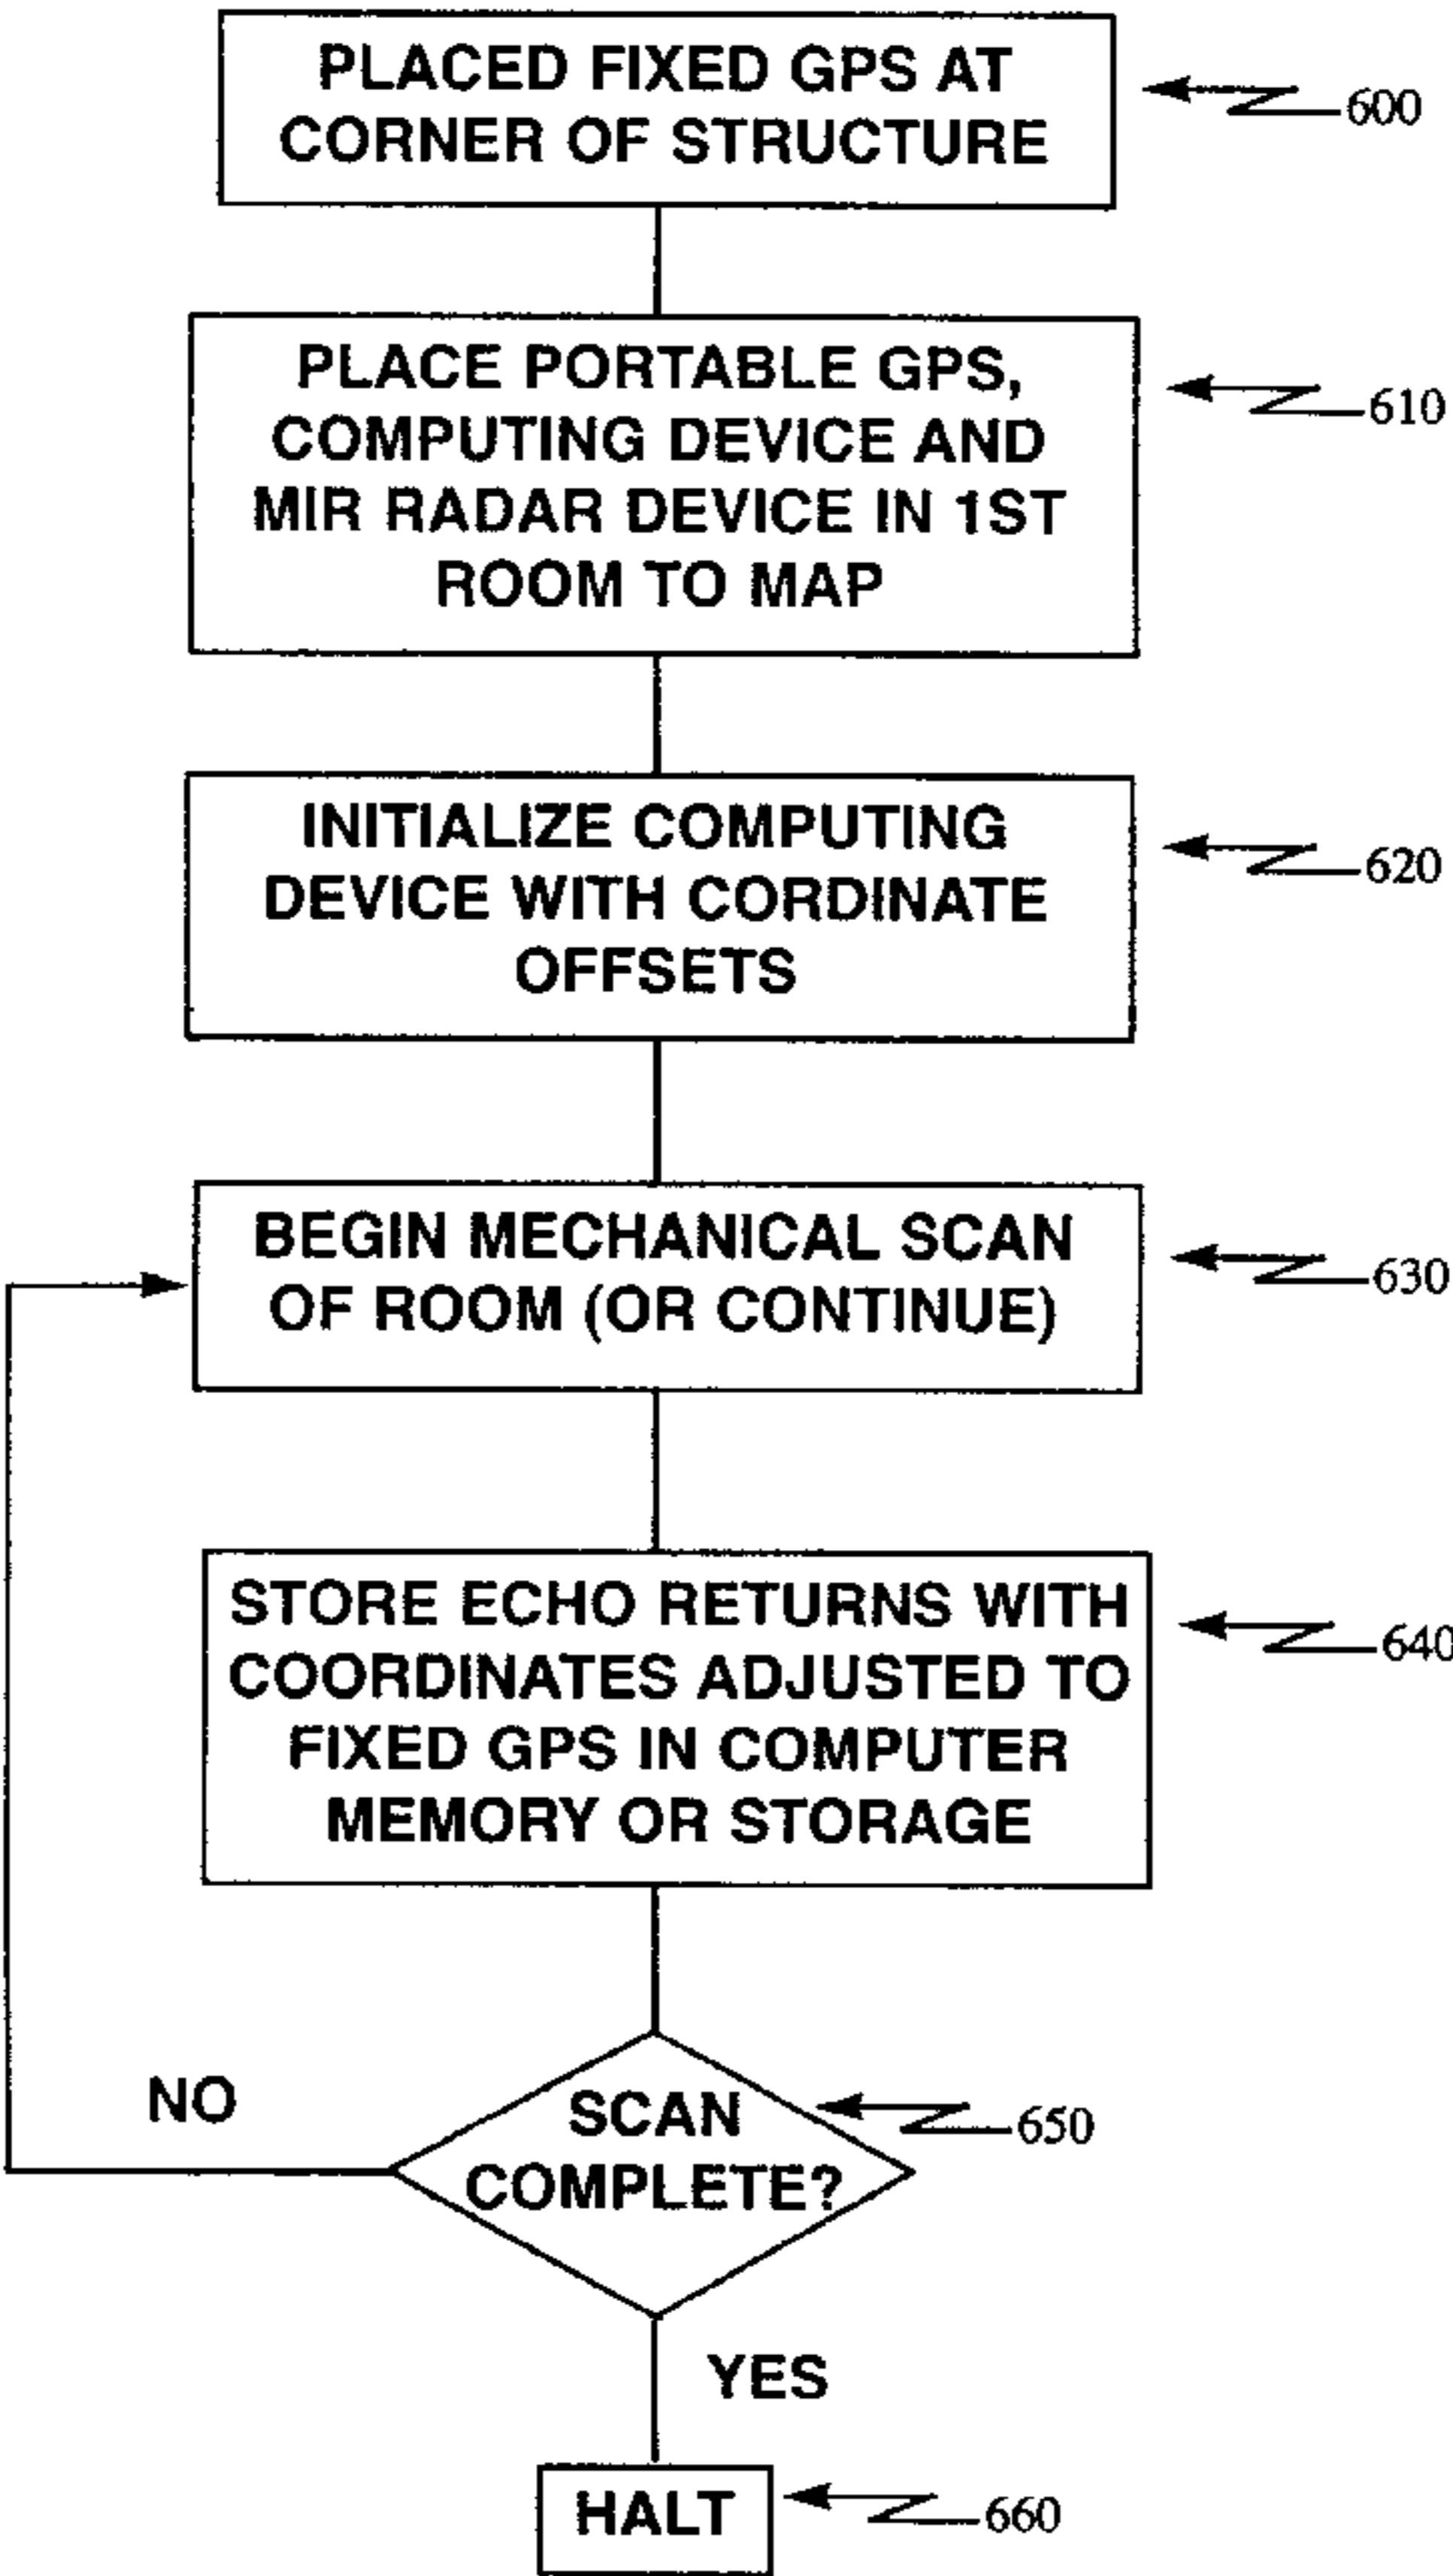 PLACED FIXED GPS AT
CORNER OF STRUCTURE
600
PLACE PORTABLE GPS,
COMPUTING DEVICE AND
MIR RADAR DEVICE IN 1ST
ROOM TO MAP
610
INITIALIZE COMPUTING
DEVICE WITH CORDINATE
OFFSETS
620
BEGIN MECHANICAL SCAN
OF ROOM (OR CONTINUE)
630
STORE ECHO RETURNS WITH
COORDINATES ADJUSTED TO
FIXED GPS IN COMPUTER
MEMORY OR STORAGE
640
NO
SCAN
COMPLETE?
650
YES
HALT
660